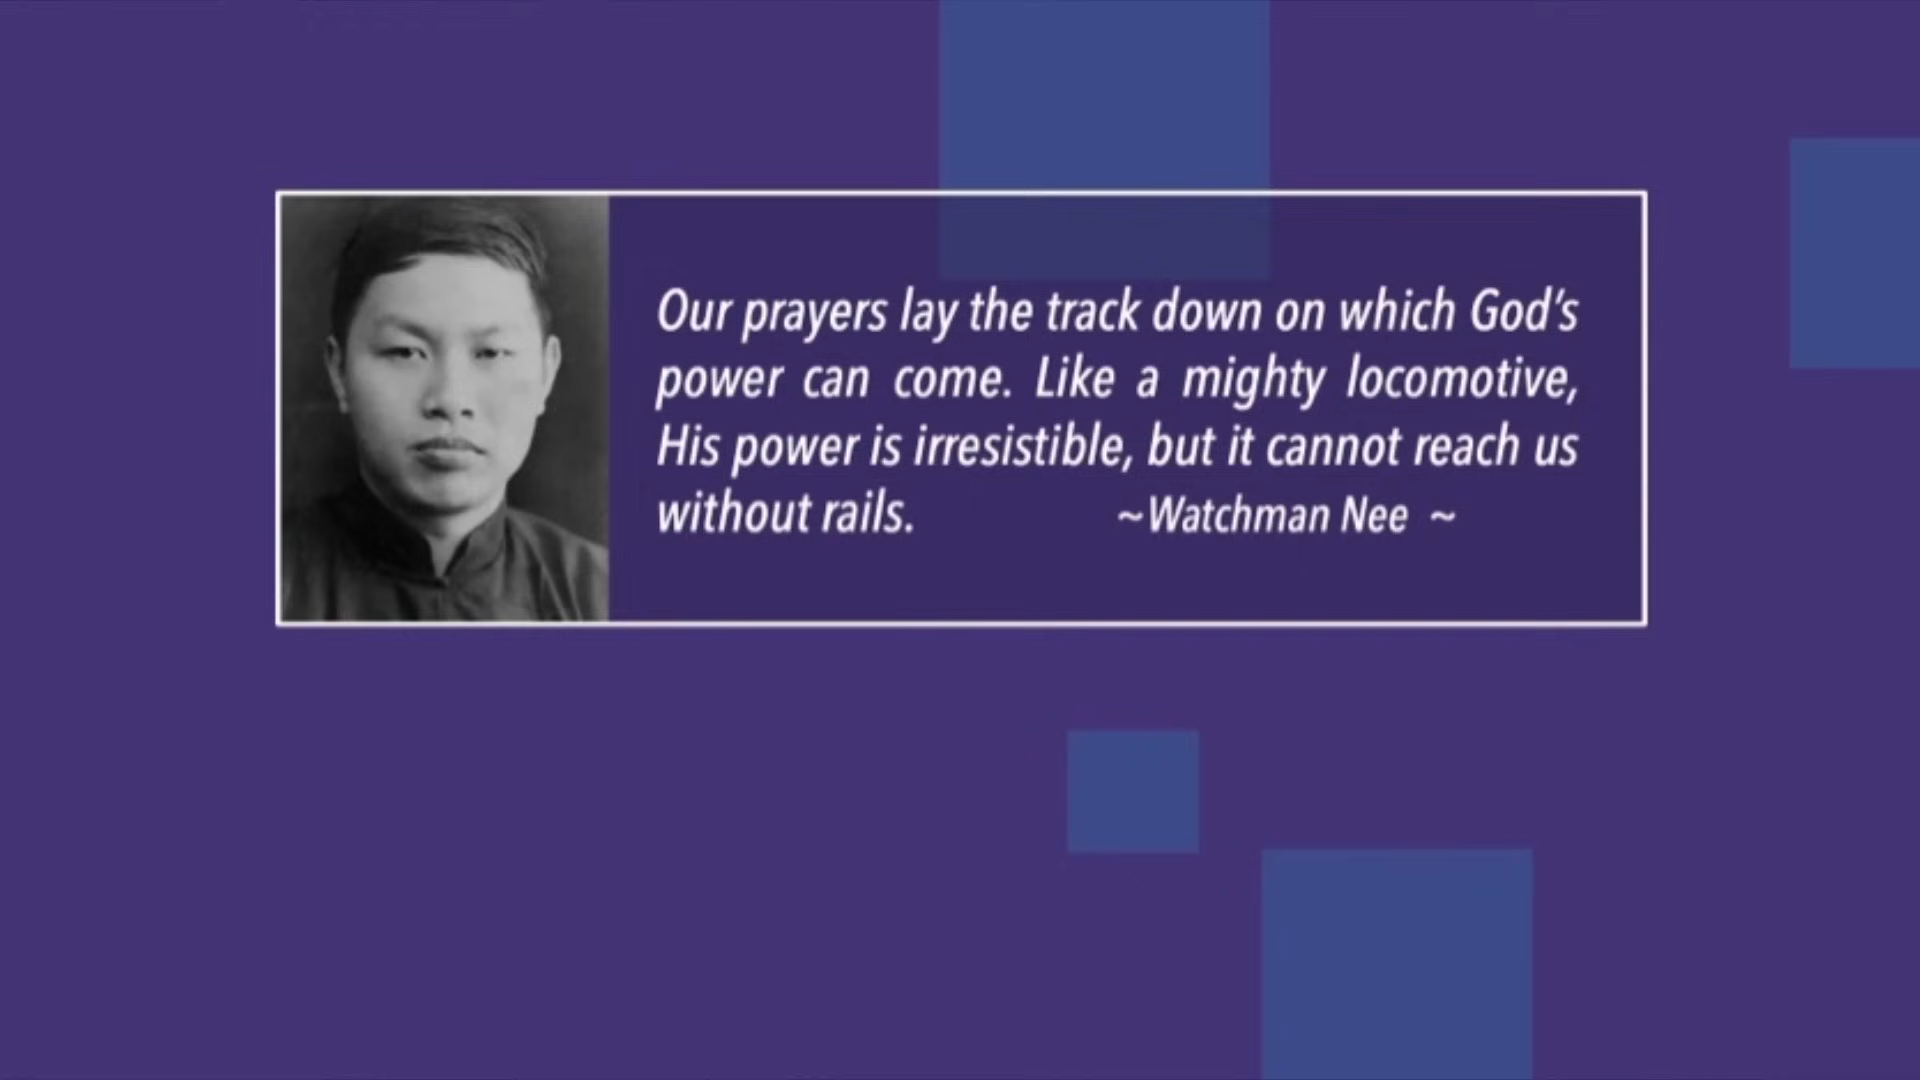 Our prayers lay the track down on which God's
power can come. Like a mighty locomotive,
His power is irresistible, but it cannot reach us
without rails. ~Watchman Nee ~